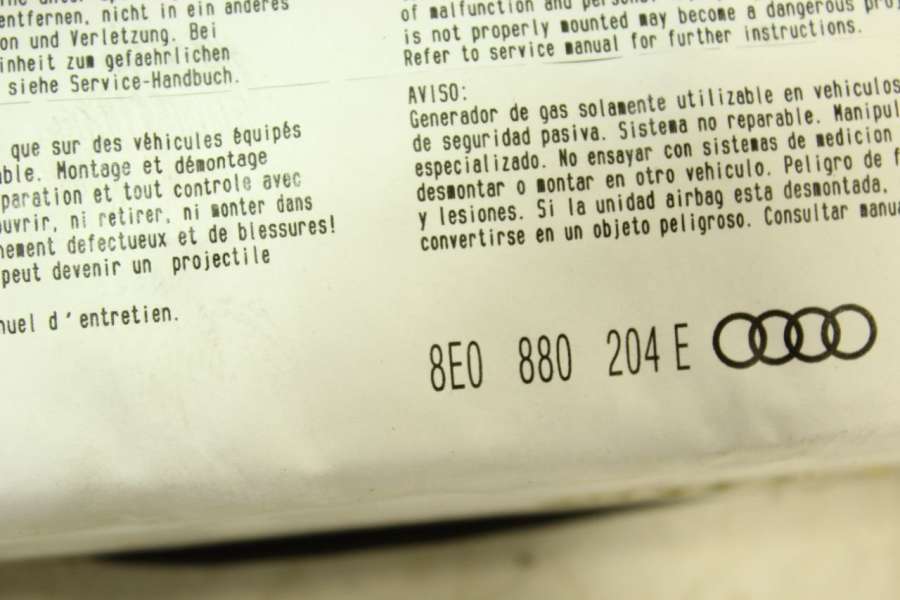 entfernen, nicht in ein anderes
on und Verletzung. Bei
inheit zum gefaehrlichen
siehe Service-Handbuch.
que sur des véhicules équipés
able. Montage et démontage
paration et tout controle avec
ouvrir, ni retirer, ni monter dans
nement defectueux et de blessures!
peut devenir un projectile
nuel d'entretien.
of malfunction and
is not properly mounted may become a dangerous
Refer to service manual for further instructions.
AVISO:
Generador de gas solamente utilizable en vehiculos
de seguridad pasiva. Sistema no reparable. Manipul
especializado. No ensayar con sistemas de medicion
desmontar o montar en otro vehiculo. Peligro de f
y lesiones. Si la unidad airbag esta desmontada,
convertirse en un objeto peligroso. Consultar manua
8E0 880 204 E